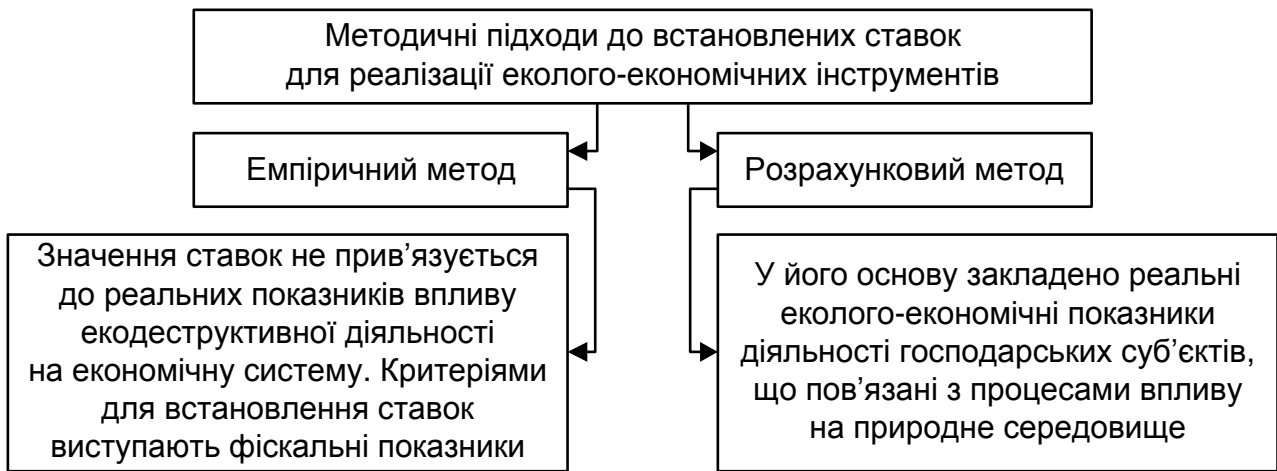 Методичні підходи до встановлених ставок
для реалізації еколого-економічних інструментів
Емпіричний метод
Розрахунковий метод
Значення ставок не прив’язується
до реальних показників впливу
екодеструктивної діяльності
на економічну систему. Критеріями
для встановлення ставок
виступають фіскальні показники
У його основу закладено реальні
еколого-економічні показники
діяльності господарських суб’єктів,
що пов’язані з процесами впливу
на природне середовище